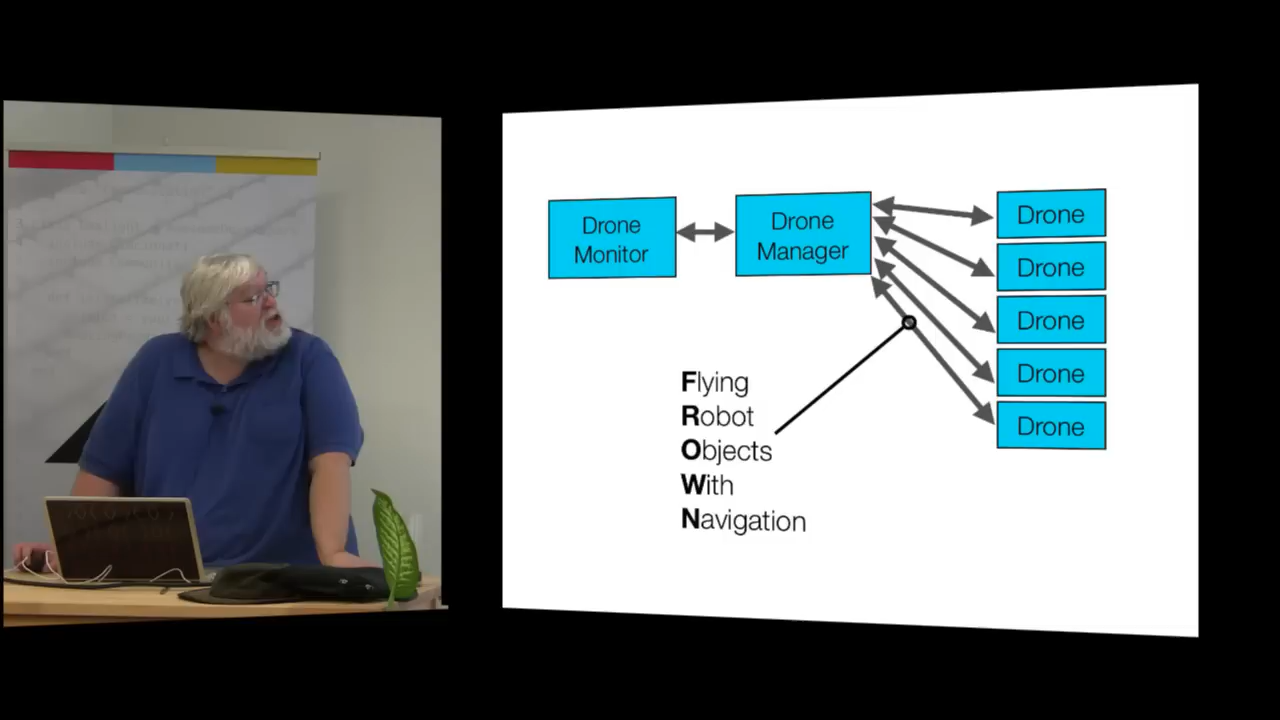 Drone
Monitor
Drone
Manager
Drone
Drone
Drone
Drone
Drone
Flying
Robot
Objects
With
Navigation